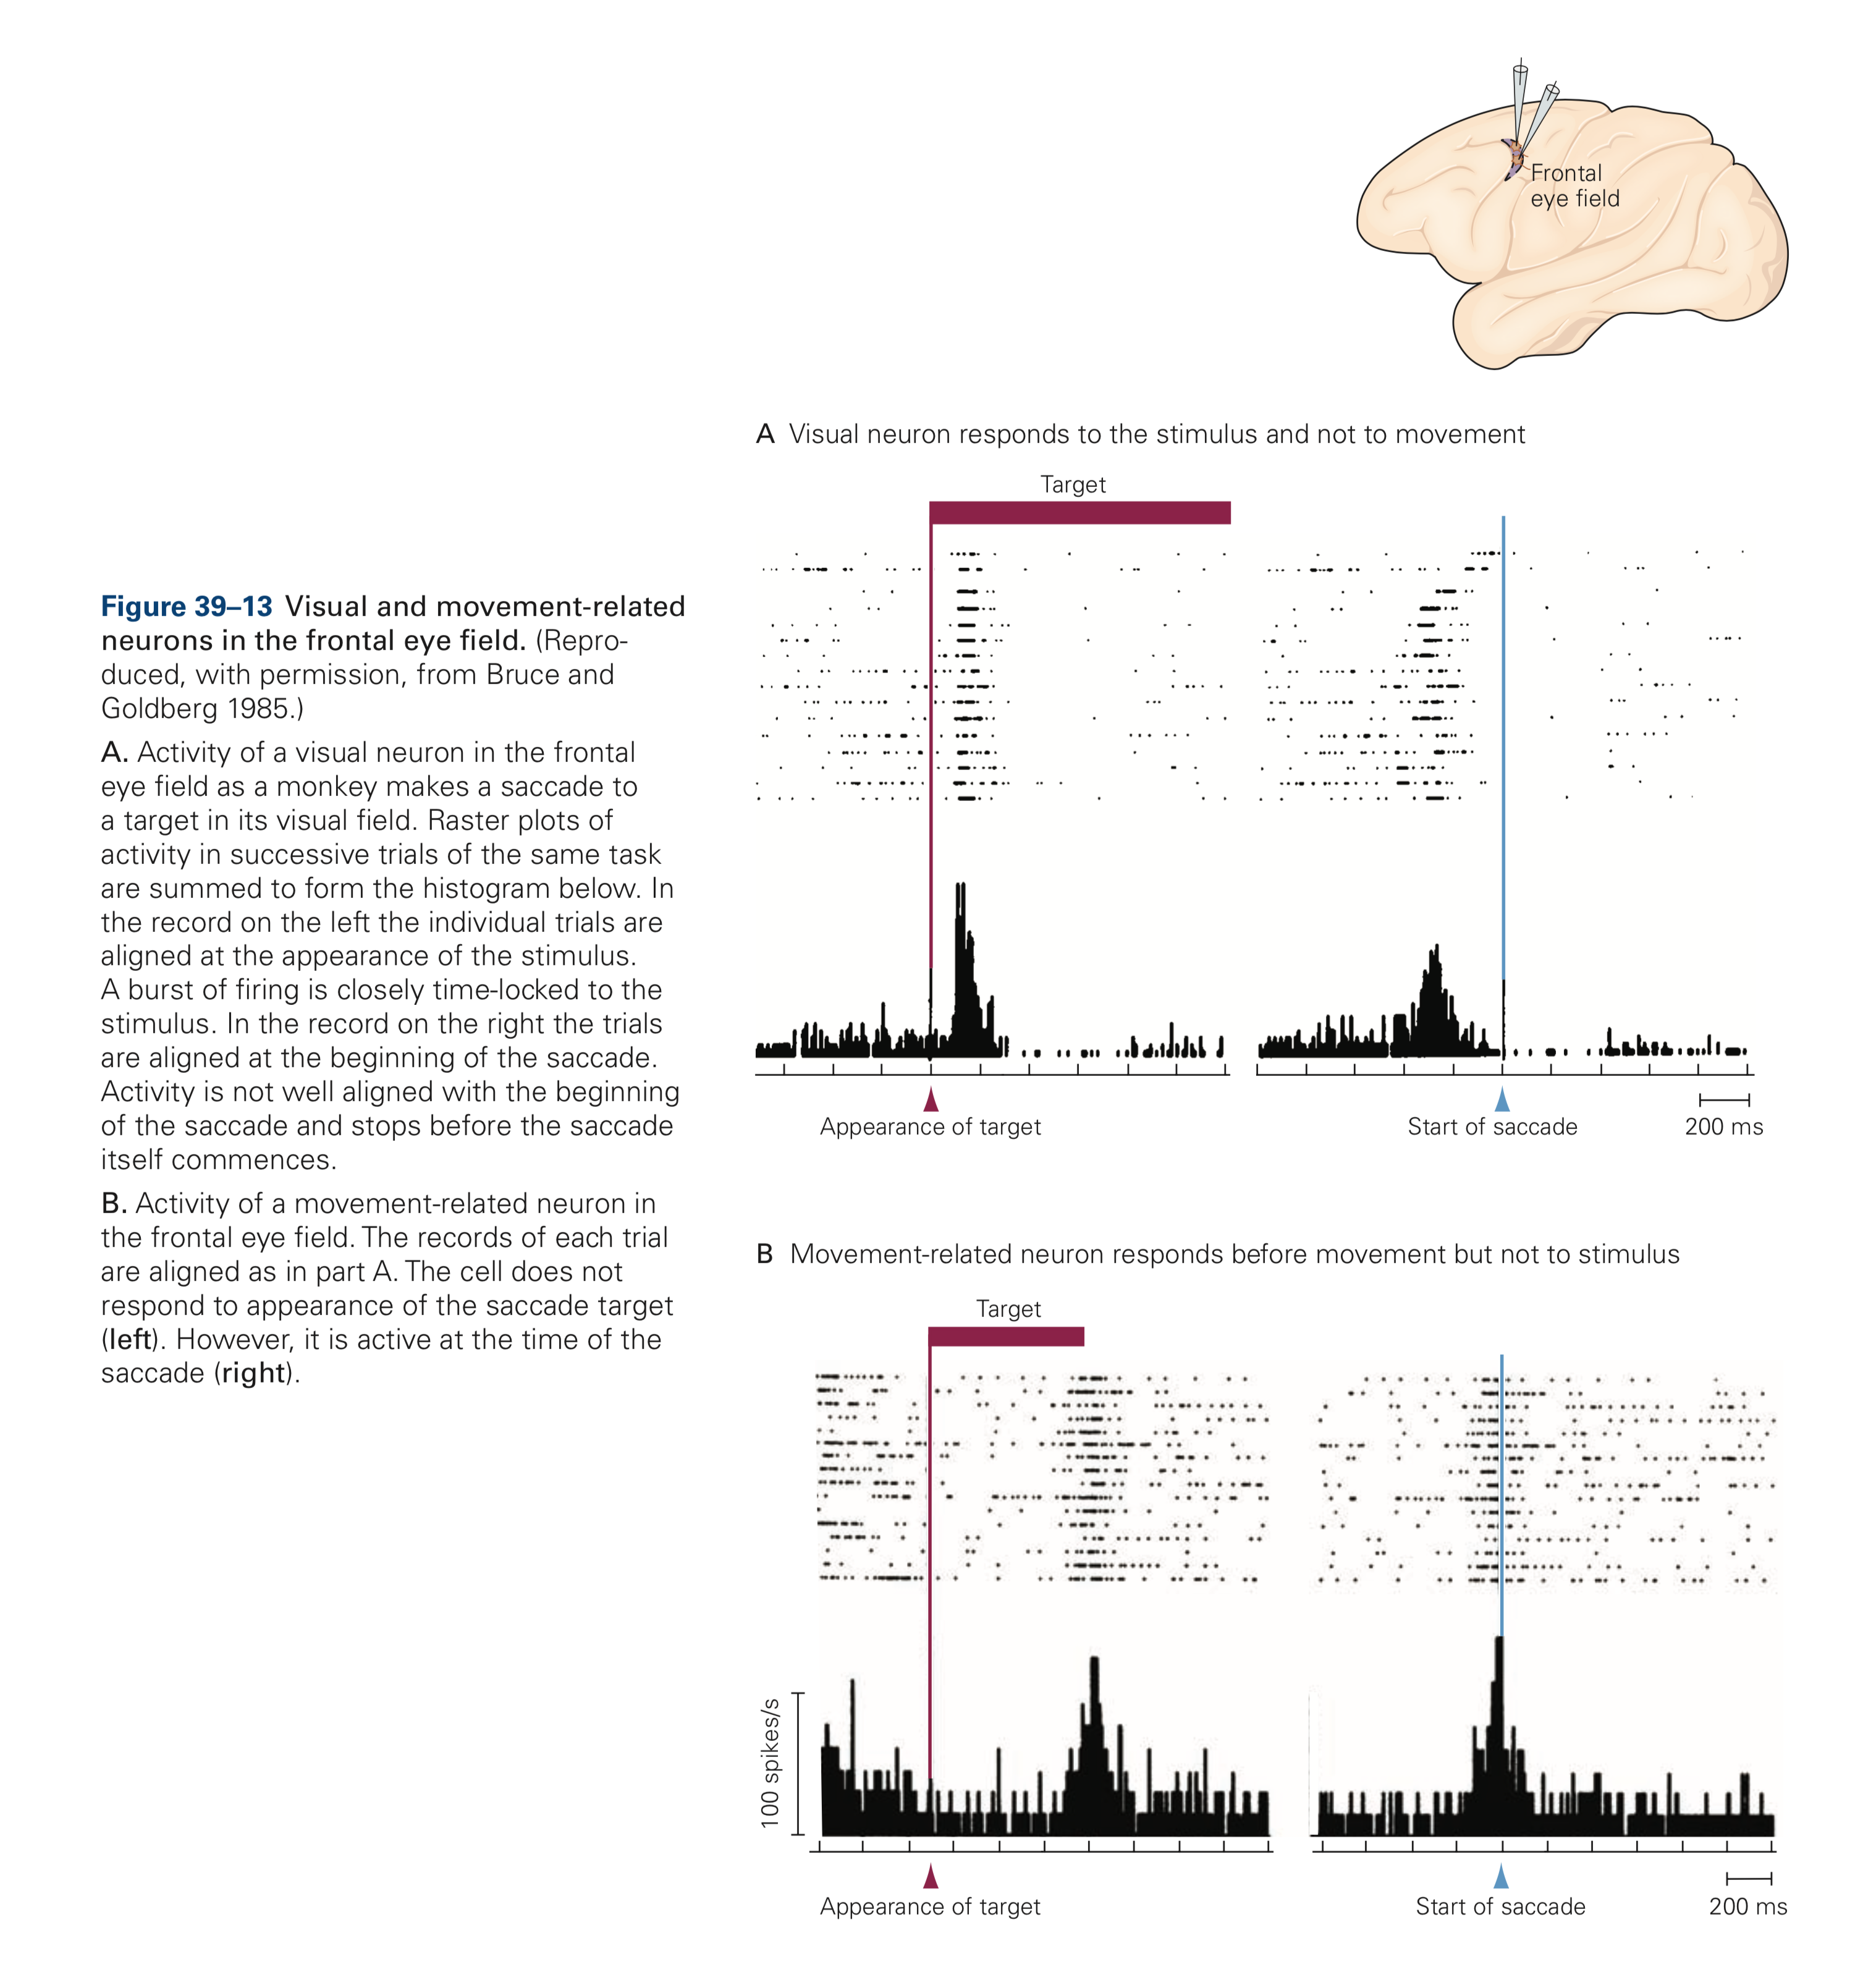 Frontal
eye field
A Visual neuron responds to the stimulus and not to movement
Target
Appearance of target
Start of saccade
200 ms
B Movement-related neuron responds before movement but not to stimulus
Target
100 spikes/s
Appearance of target
Start of saccade
200 ms
Figure 39–13 Visual and movement-related
neurons in the frontal eye field. (Repro-
duced, with permission, from Bruce and
Goldberg 1985.)
A. Activity of a visual neuron in the frontal
eye field as a monkey makes a saccade to
a target in its visual field. Raster plots of
activity in successive trials of the same task
are summed to form the histogram below. In
the record on the left the individual trials are
aligned at the appearance of the stimulus.
A burst of firing is closely time-locked to the
stimulus. In the record on the right the trials
are aligned at the beginning of the saccade.
Activity is not well aligned with the beginning
of the saccade and stops before the saccade
itself commences.
B. Activity of a movement-related neuron in
the frontal eye field. The records of each trial
are aligned as in part A. The cell does not
respond to appearance of the saccade target
(left). However, it is active at the time of the
saccade (right).